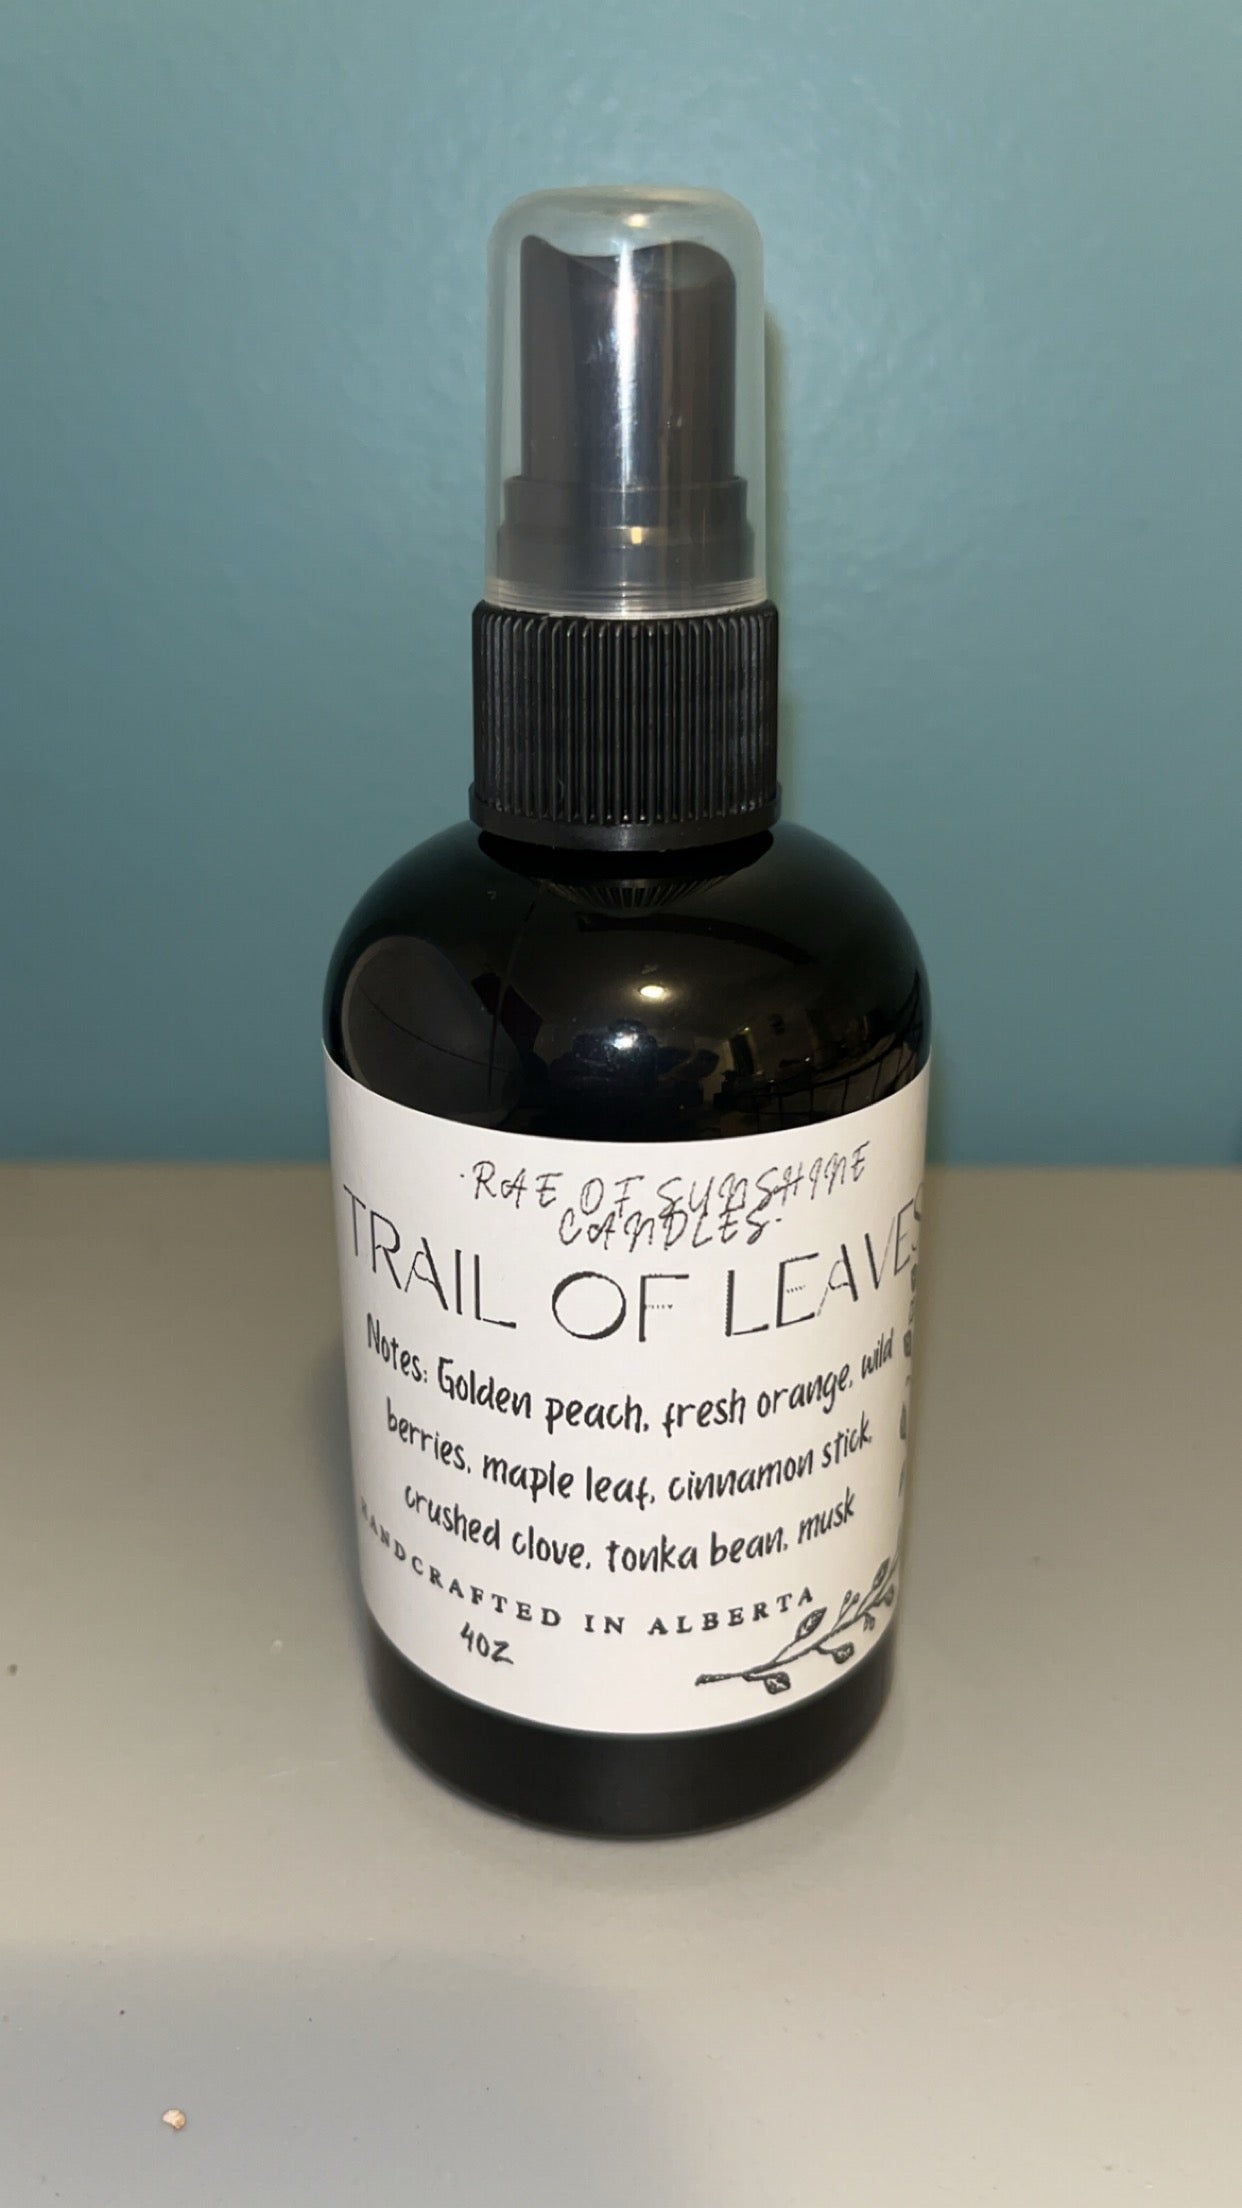 ·RAE OF SUNSHINE
CANDLES·
TRAIL OF LEAVES
Notes: Golden peach, fresh orange, wild
berries, maple leaf, cinnamon stick,
crushed clove, tonka bean, musk
HANDCRAFTED IN ALBERTA
4OZ